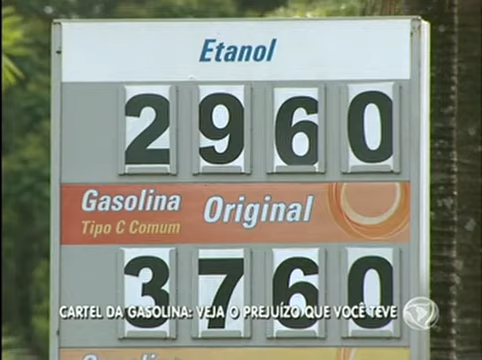 Etanol
2960
Gasolina Original
Tipo C Comum
3760
CARTEL DA GASOLINA: VEJA O PREJUÍZO QUE VOCÊ TEVE